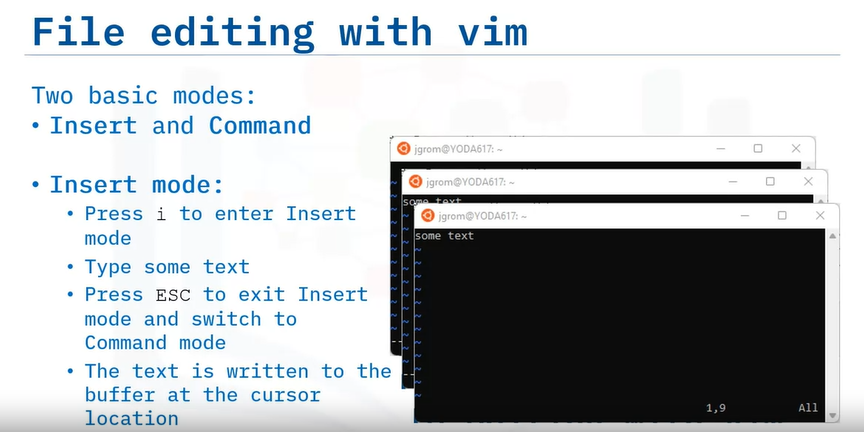 File editing with vim
Two basic modes:
• Insert and Command
• Insert mode:
• Press i to enter Insert
mode
• Type some text
• Press ESC to exit Insert
mode and switch to
Command mode
• The text is written to the
buffer at the cursor
location
jgrom@YODA617: ~
jgrom@YODA617: ~
some text
jgrom@YODA617: ~
some text
~
~
~
~
~
~
~
~
~
~
~
~
1,9 All